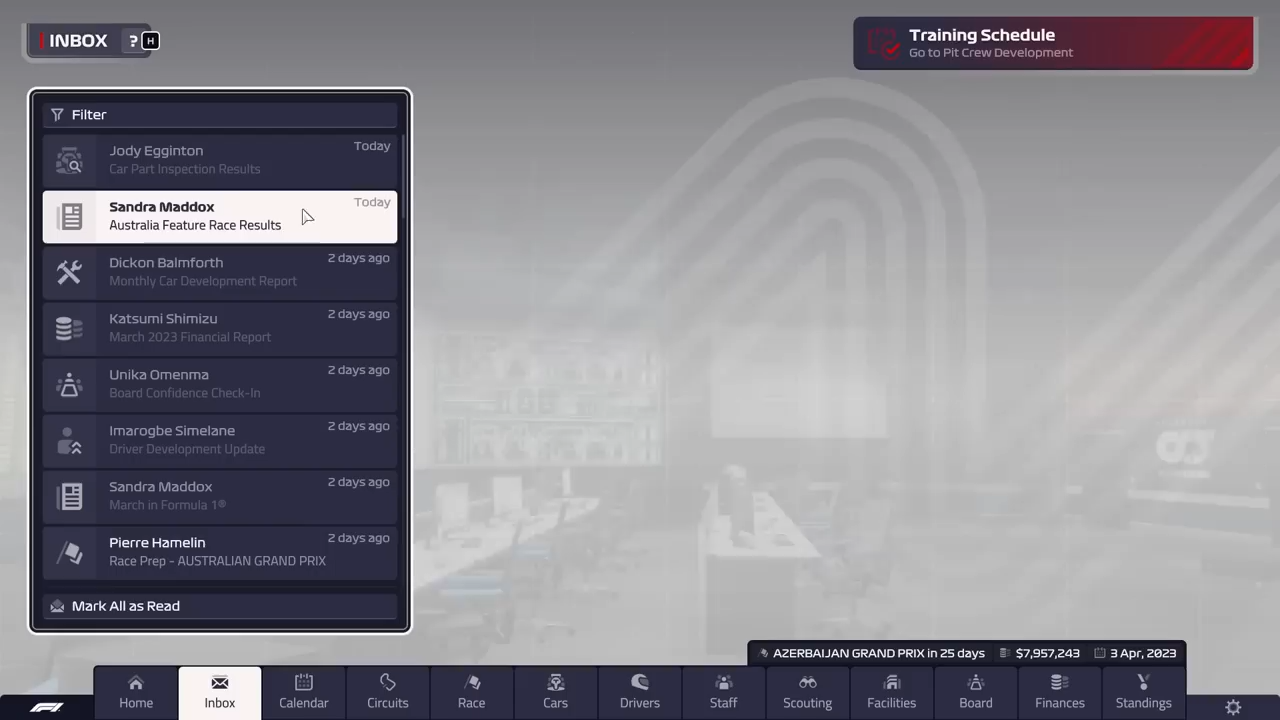 INBOX ? H
Training Schedule
Go to Pit Crew Development
Filter
Jody Egginton Today
Car Part Inspection Results
Sandra Maddox Today
Australia Feature Race Results
Dickon Balmforth 2 days ago
Monthly Car Development Report
Katsumi Shimizu 2 days ago
March 2023 Financial Report
Unika Omenma 2 days ago
Board Confidence Check-In
Imarogbe Simelane 2 days ago
Driver Development Update
Sandra Maddox 2 days ago
March in Formula 1®
Pierre Hamelin 2 days ago
Race Prep - AUSTRALIAN GRAND PRIX
Mark All as Read
AZERBAIJAN GRAND PRIX in 25 days $7,957,243 3 Apr, 2023
Home Inbox Calendar Circuits Race Cars Drivers Staff Scouting Facilities Board Finances Standings